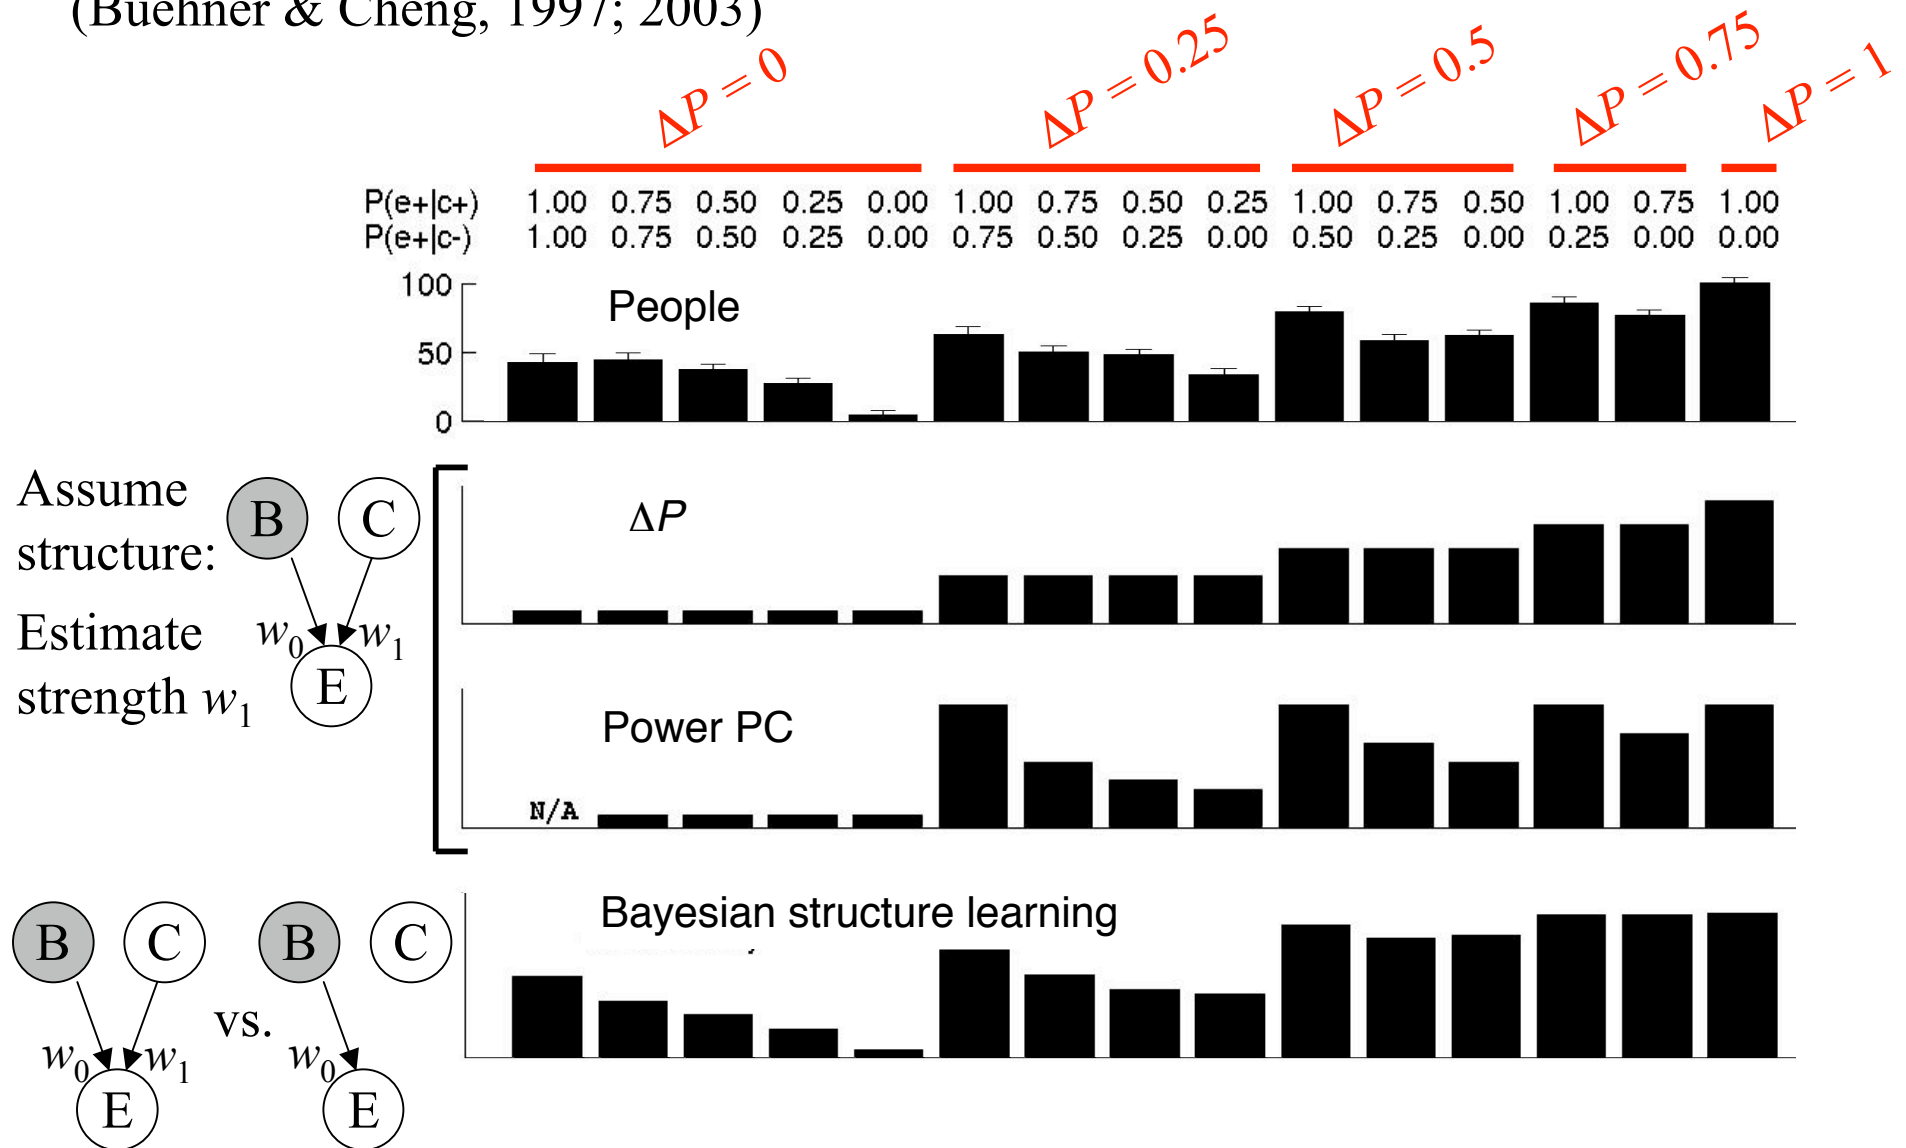 (Buehner & Cheng, 1997; 2003)
ΔP = 0 ΔP = 0.25 ΔP = 0.5 ΔP = 0.75 ΔP = 1
P(e+|c+) 1.00 0.75 0.50 0.25 0.00 1.00 0.75 0.50 0.25 1.00 0.75 0.50 1.00 0.75 1.00
P(e+|c-) 1.00 0.75 0.50 0.25 0.00 0.75 0.50 0.25 0.00 0.50 0.25 0.00 0.25 0.00 0.00
100
People
50
0
Assume
structure:
B C
ΔP
Estimate
strength w1
w0 w1
E
Power PC
N/A
Bayesian structure learning
B C B C
vs.
w0 w1 w0
E E